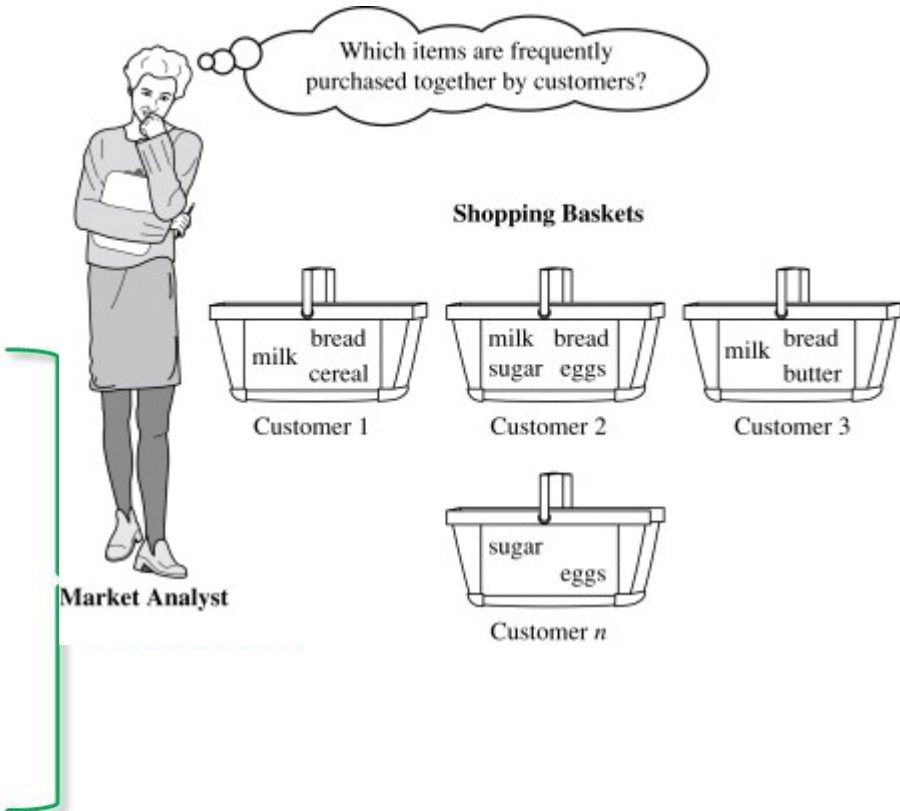 Which items are frequently
purchased together by customers?
Shopping Baskets
milk
bread
cereal
Customer 1
milk bread
sugar eggs
Customer 2
milk
bread
butter
Customer 3
sugar
eggs
Customer n
Market Analyst